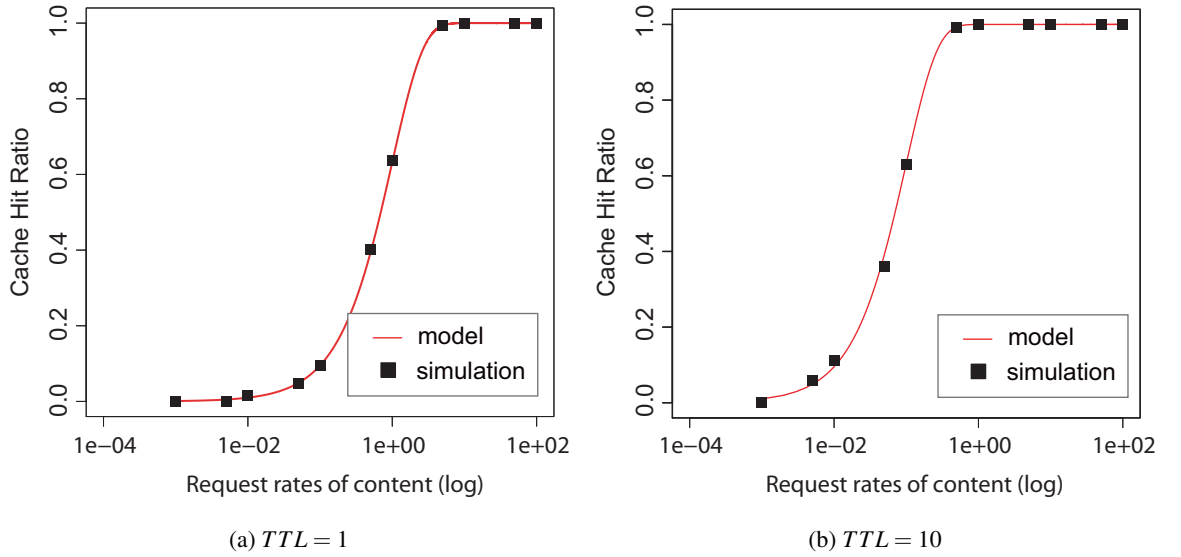 Cache Hit Ratio
1.0
0.8
0.6
0.4
0.2
0.0
model
simulation
1e−04
1e−02
1e+00
1e+02
Request rates of content (log)
(a) TTL = 1
Cache Hit Ratio
1.0
0.8
0.6
0.4
0.2
0.0
model
simulation
1e−04
1e−02
1e+00
1e+02
Request rates of content (log)
(b) TTL = 10